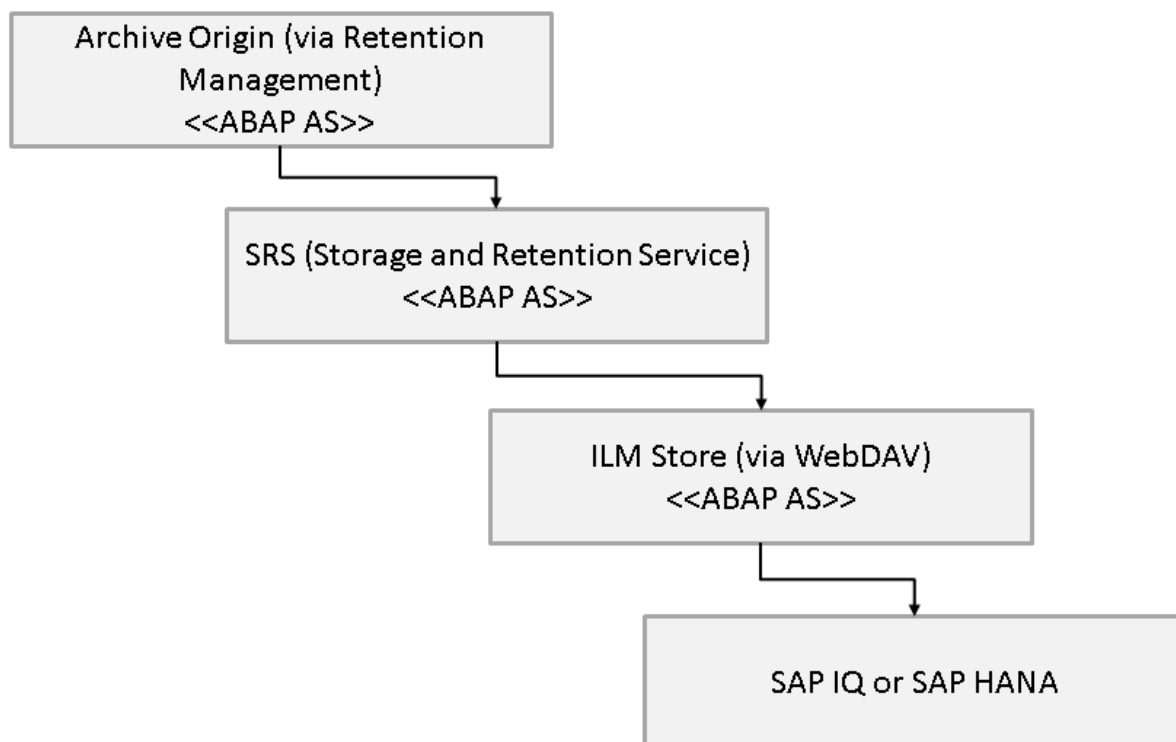 Archive Origin (via Retention
Management)
<<ABAP AS>>
SRS (Storage and Retention Service)
<<ABAP AS>>
ILM Store (via WebDAV)
<<ABAP AS>>
SAP IQ or SAP HANA